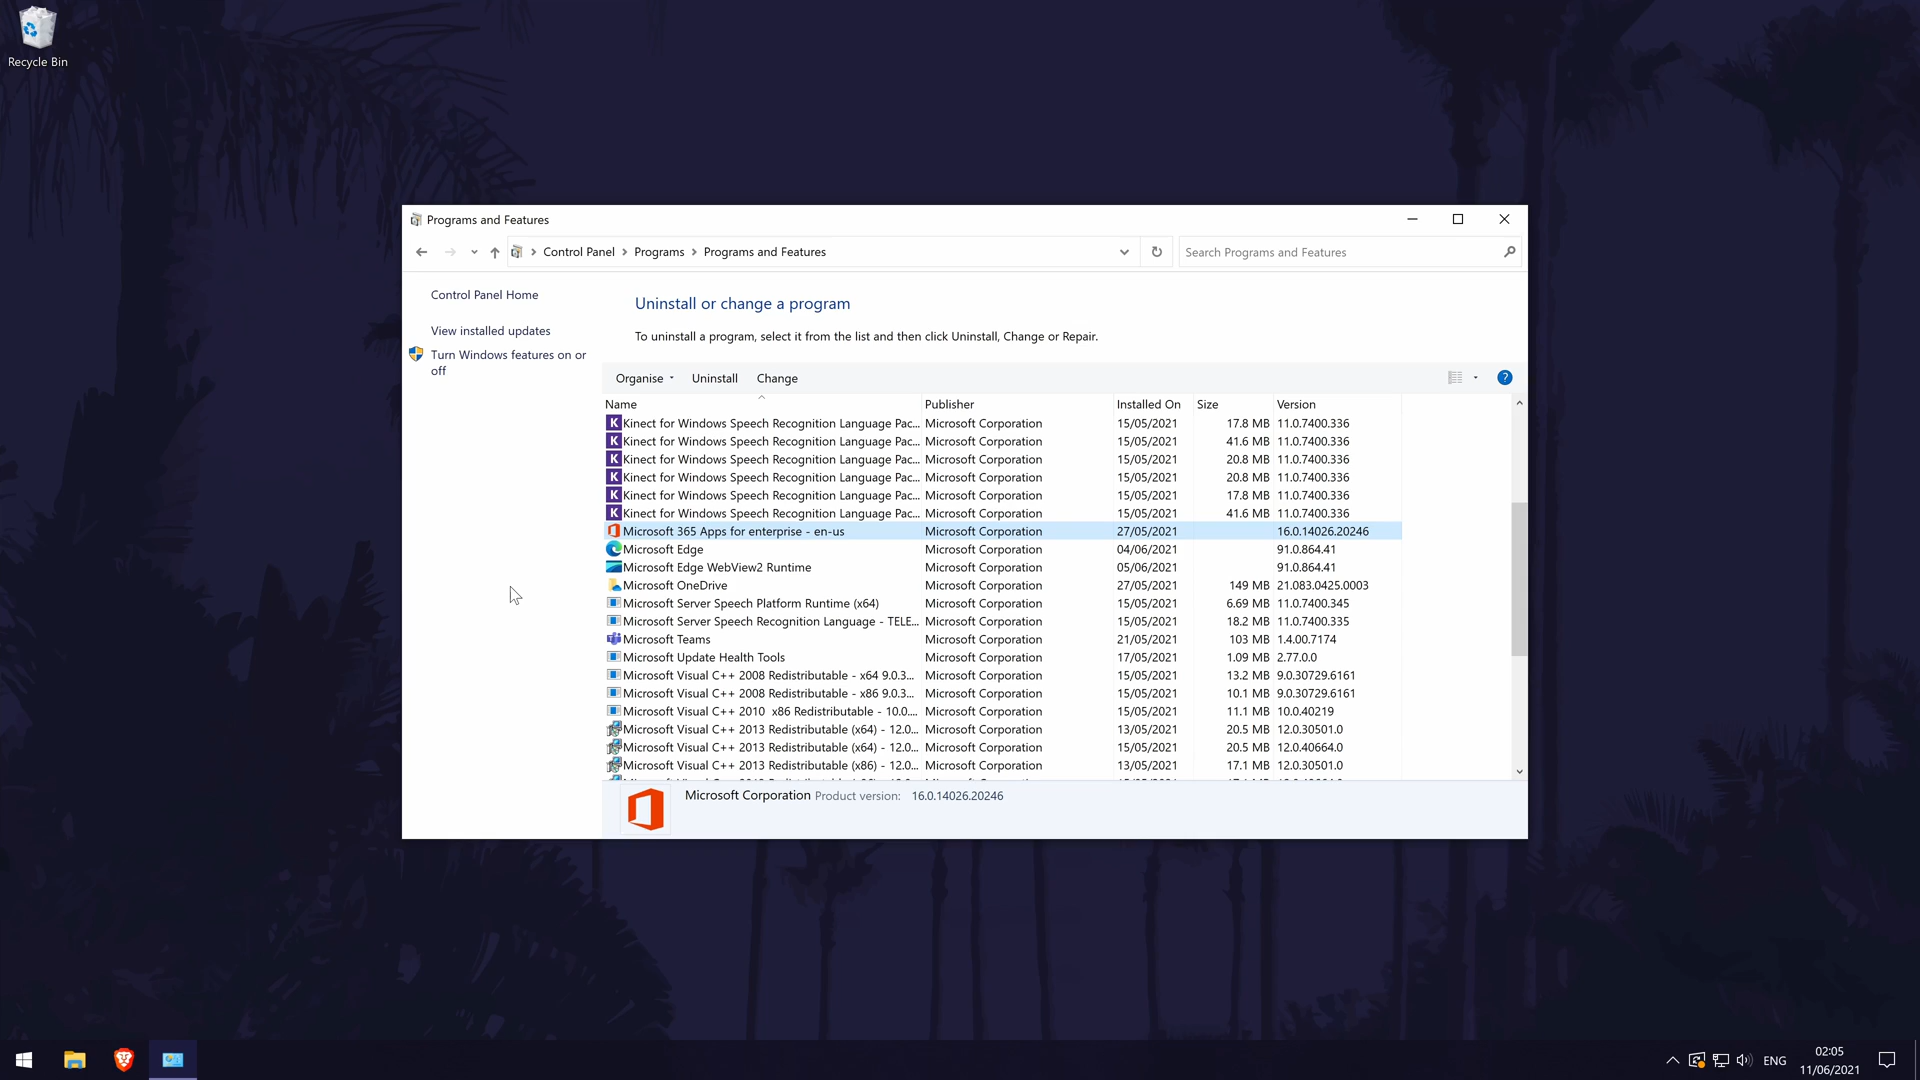 Recycle Bin
Programs and Features
Control Panel Programs Programs and Features
Search Programs and Features
Control Panel Home
View installed updates
Turn Windows features on or
off
Uninstall or change a program
To uninstall a program, select it from the list and then click Uninstall, Change or Repair.
Organise Uninstall Change
Name Publisher Installed On Size Version
Kinect for Windows Speech Recognition Language Pac... Microsoft Corporation 15/05/2021 17.8 MB 11.0.7400.336
Kinect for Windows Speech Recognition Language Pac... Microsoft Corporation 15/05/2021 41.6 MB 11.0.7400.336
Kinect for Windows Speech Recognition Language Pac... Microsoft Corporation 15/05/2021 20.8 MB 11.0.7400.336
Kinect for Windows Speech Recognition Language Pac... Microsoft Corporation 15/05/2021 20.8 MB 11.0.7400.336
Kinect for Windows Speech Recognition Language Pac... Microsoft Corporation 15/05/2021 17.8 MB 11.0.7400.336
Kinect for Windows Speech Recognition Language Pac... Microsoft Corporation 15/05/2021 41.6 MB 11.0.7400.336
Microsoft 365 Apps for enterprise - en-us Microsoft Corporation 27/05/2021 16.0.14026.20246
Microsoft Edge Microsoft Corporation 04/06/2021 91.0.864.41
Microsoft Edge WebView2 Runtime Microsoft Corporation 05/06/2021 91.0.864.41
Microsoft OneDrive Microsoft Corporation 27/05/2021 149 MB 21.083.0425.0003
Microsoft Server Speech Platform Runtime (x64) Microsoft Corporation 15/05/2021 6.69 MB 11.0.7400.345
Microsoft Server Speech Recognition Language - TELE... Microsoft Corporation 15/05/2021 18.2 MB 11.0.7400.335
Microsoft Teams Microsoft Corporation 21/05/2021 103 MB 1.4.00.7174
Microsoft Update Health Tools Microsoft Corporation 17/05/2021 1.09 MB 2.77.0.0
Microsoft Visual C++ 2008 Redistributable - x64 9.0.3... Microsoft Corporation 15/05/2021 13.2 MB 9.0.30729.6161
Microsoft Visual C++ 2008 Redistributable - x86 9.0.3... Microsoft Corporation 15/05/2021 10.1 MB 9.0.30729.6161
Microsoft Visual C++ 2010 x86 Redistributable - 10.0.... Microsoft Corporation 15/05/2021 11.1 MB 10.0.40219
Microsoft Visual C++ 2013 Redistributable (x64) - 12.0... Microsoft Corporation 13/05/2021 20.5 MB 12.0.30501.0
Microsoft Visual C++ 2013 Redistributable (x64) - 12.0... Microsoft Corporation 15/05/2021 20.5 MB 12.0.40664.0
Microsoft Visual C++ 2013 Redistributable (x86) - 12.0... Microsoft Corporation 13/05/2021 17.1 MB 12.0.30501.0
Microsoft Corporation Product version: 16.0.14026.20246
ENG
02:05
11/06/2021